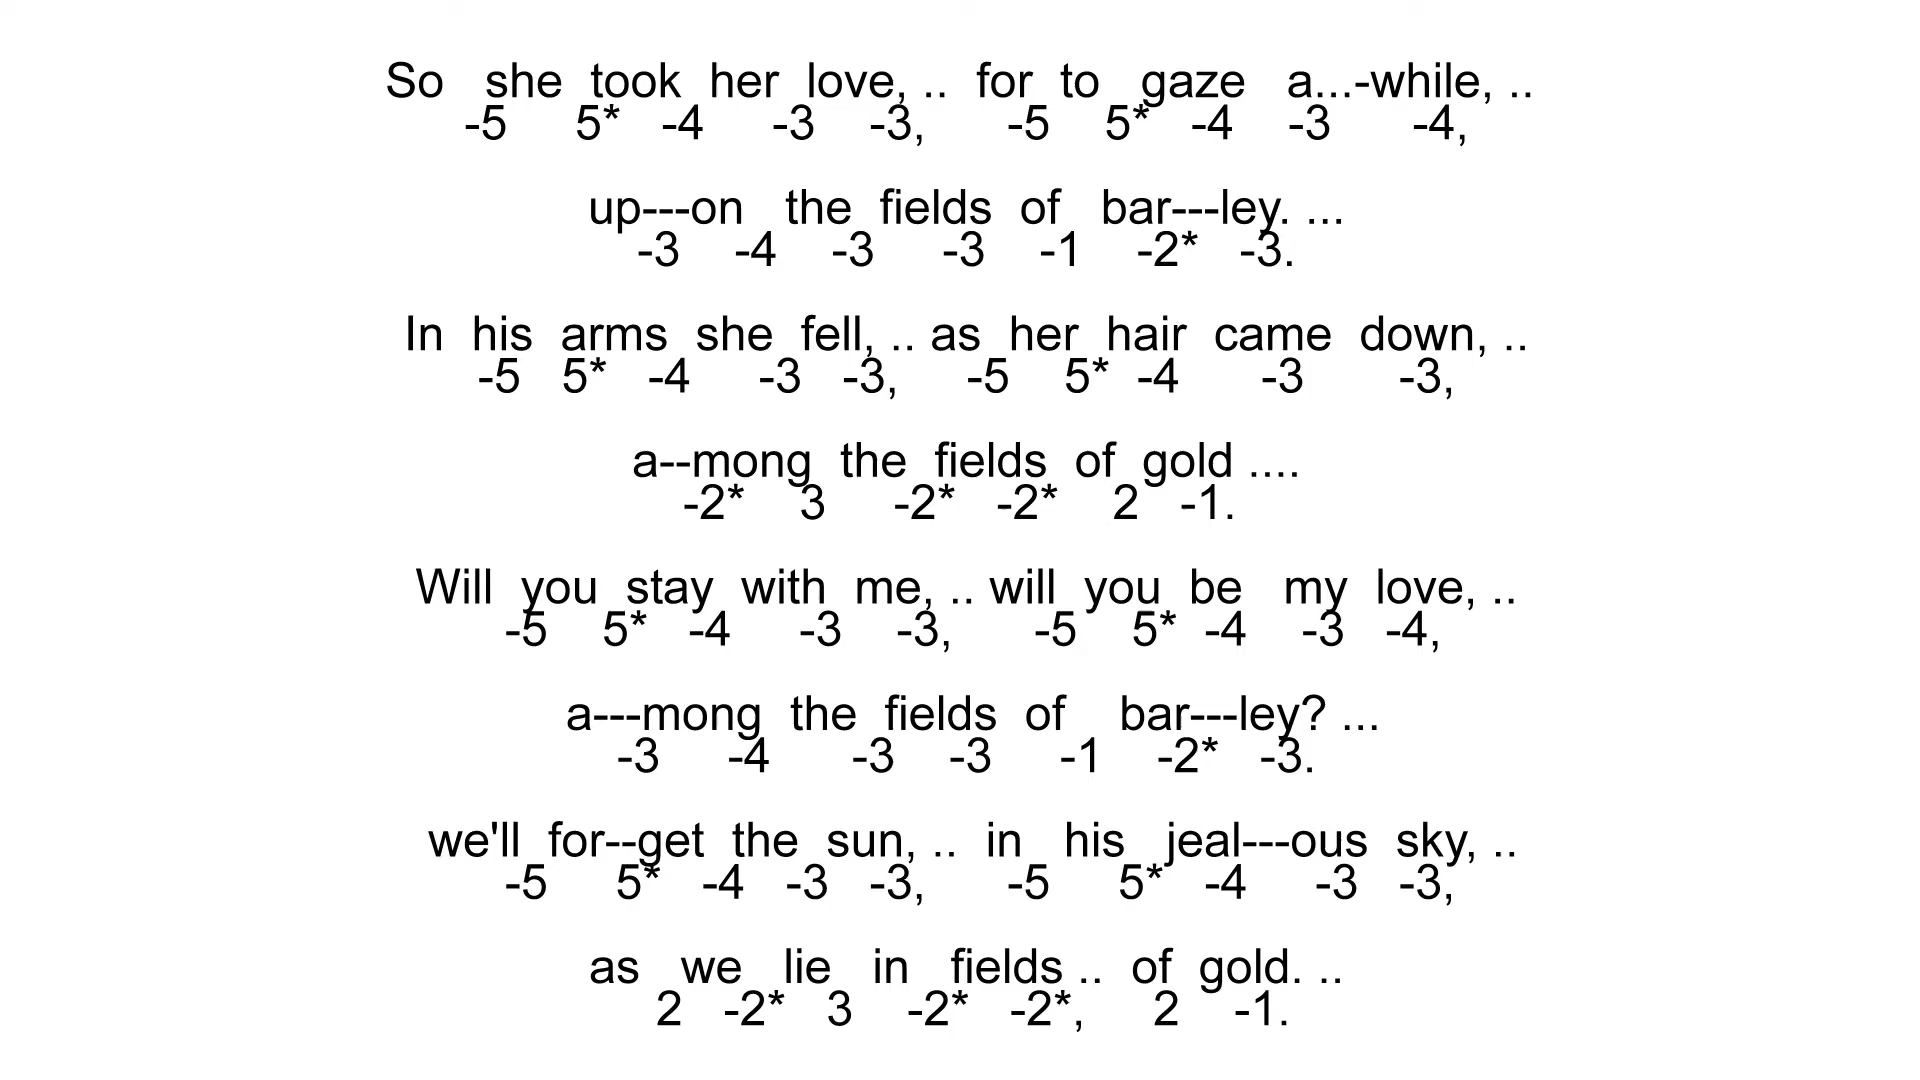 So she took her love, .. for to gaze a...-while, ..
-5 5* -4 -3 -3, -5 5* -4 -3 -4,
up---on the fields of bar---ley. ...
-3 -4 -3 -3 -1 -2* -3.
In his arms she fell, .. as her hair came down, ..
-5 5* -4 -3 -3, -5 5* -4 -3 -3,
a--mong the fields of gold ....
-2* 3 -2* -2* 2 -1.
Will you stay with me, .. will you be my love, ..
-5 5* -4 -3 -3, -5 5* -4 -3 -4,
a---mong the fields of bar---ley? ...
-3 -4 -3 -3 -1 -2* -3.
we'll for--get the sun, .. in his jeal---ous sky, ..
-5 5* -4 -3 -3, -5 5* -4 -3 -3,
as we lie in fields .. of gold. ..
2 -2* 3 -2* -2*, 2 -1.